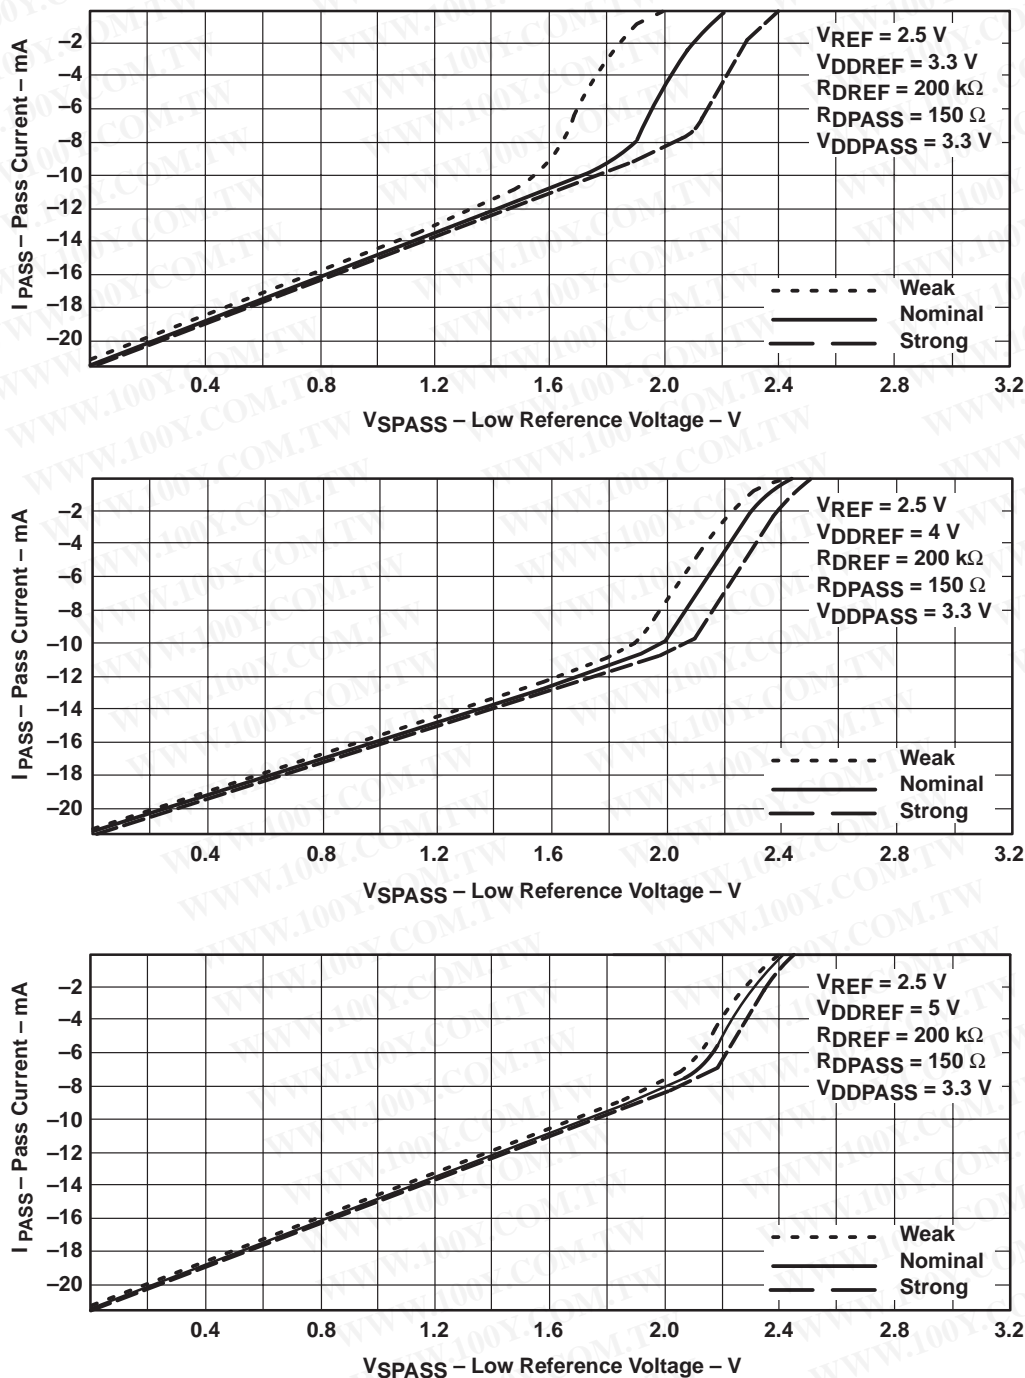 I PASS – Pass Current – mA
–2
–4
–6
–8
–10
–12
–14
–16
–18
–20
VREF = 2.5 V
VDDREF = 3.3 V
RDREF = 200 kΩ
RDPASS = 150 Ω
VDDPASS = 3.3 V
Weak
Nominal
Strong
0.4 0.8 1.2 1.6 2.0 2.4 2.8 3.2
VSPASS – Low Reference Voltage – V
I PASS – Pass Current – mA
–2
–4
–6
–8
–10
–12
–14
–16
–18
–20
VREF = 2.5 V
VDDREF = 4 V
RDREF = 200 kΩ
RDPASS = 150 Ω
VDDPASS = 3.3 V
Weak
Nominal
Strong
0.4 0.8 1.2 1.6 2.0 2.4 2.8 3.2
VSPASS – Low Reference Voltage – V
I PASS – Pass Current – mA
–2
–4
–6
–8
–10
–12
–14
–16
–18
–20
VREF = 2.5 V
VDDREF = 5 V
RDREF = 200 kΩ
RDPASS = 150 Ω
VDDPASS = 3.3 V
Weak
Nominal
Strong
0.4 0.8 1.2 1.6 2.0 2.4 2.8 3.2
VSPASS – Low Reference Voltage – V
WWW.100Y.COM.TW